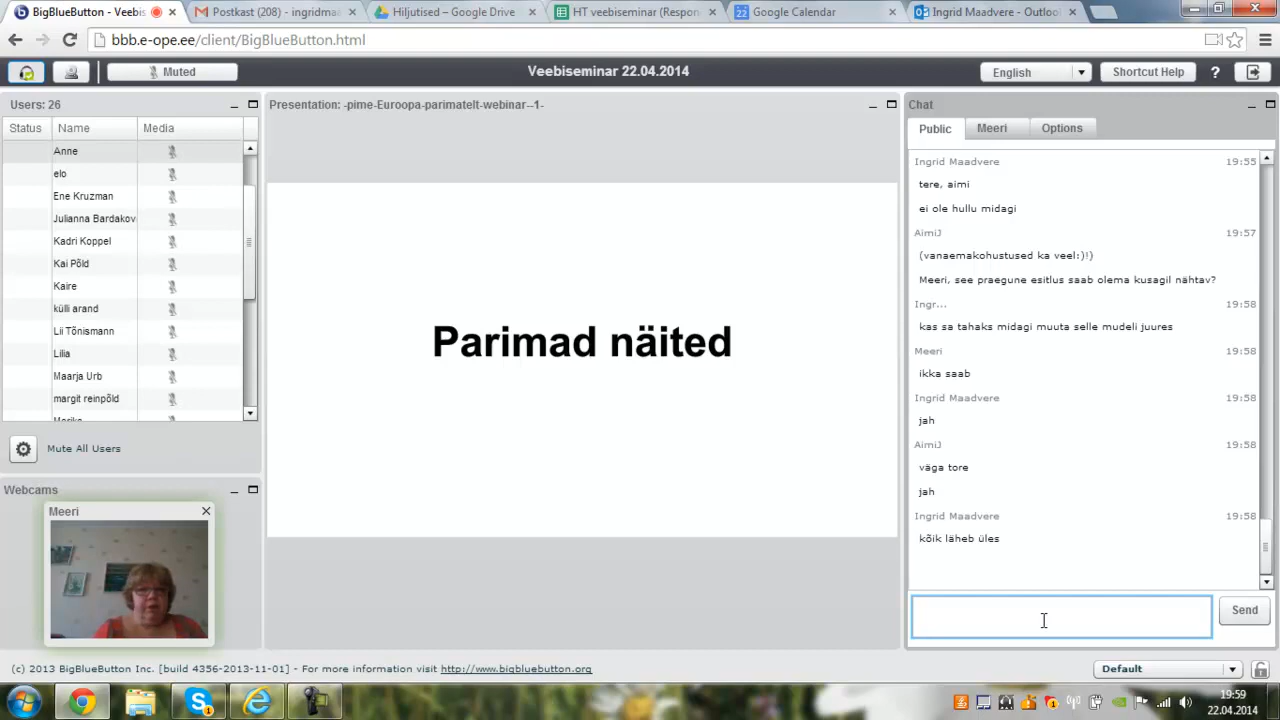 BigBlueButton - Veebis
Postkast (208) - ingridma
Hiljutised – Google Drive
HT veebiseminar (Respon
Google Calendar
Ingrid Maadvere - Outloo
bbb.e-ope.ee/client/BigBlueButton.html
Muted
Veebiseminar 22.04.2014
English
Shortcut Help
?
Users: 26
Status Name Media
Anne
elo
Ene Kruzman
Julianna Bardakov
Kadri Koppel
Kai Põld
Kaire
külli arand
Lii Tõnismann
Lilia
Maarja Urb
margit reinpõld
Marika
Mute All Users
Webcams
Meeri
Presentation: -pime-Euroopa-parimatelt-webinar--1-
Parimad näited
Chat
Public Meeri Options
Ingrid Maadvere 19:55
tere, aimi
ei ole hullu midagi
AimiJ 19:57
(vanaemakohustused ka veel:)!)
Meeri, see praegune esitlus saab olema kusagil nähtav?
Ingr... 19:58
kas sa tahaks midagi muuta selle mudeli juures
Meeri 19:58
ikka saab
Ingrid Maadvere 19:58
jah
AimiJ 19:58
väga tore
jah
Ingrid Maadvere 19:58
kõik läheb üles
Send
(c) 2013 BigBlueButton Inc. [build 4356-2013-11-01] - For more information visit http://www.bigbluebutton.org
Default
19:59
22.04.2014